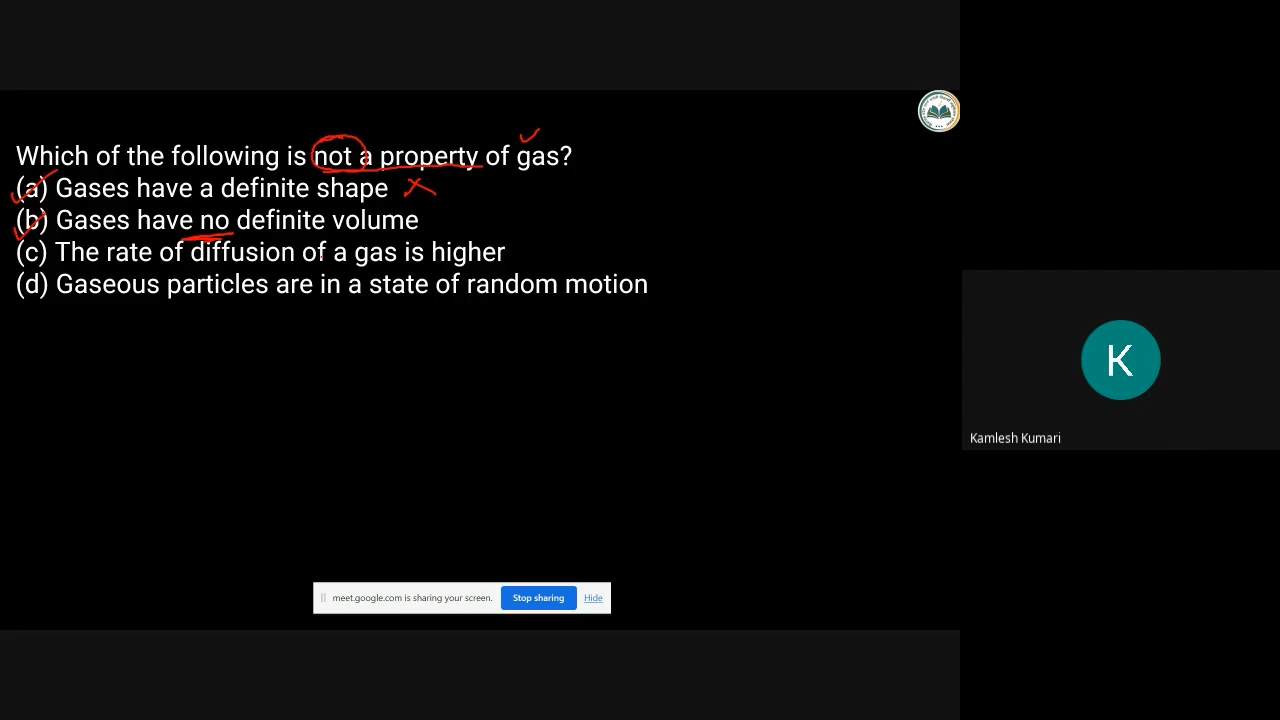 Which of the following is not a property of gas?
(a) Gases have a definite shape
(b) Gases have no definite volume
(c) The rate of diffusion of a gas is higher
(d) Gaseous particles are in a state of random motion
K
Kamlesh Kumari
meet.google.com is sharing your screen. Stop sharing Hide